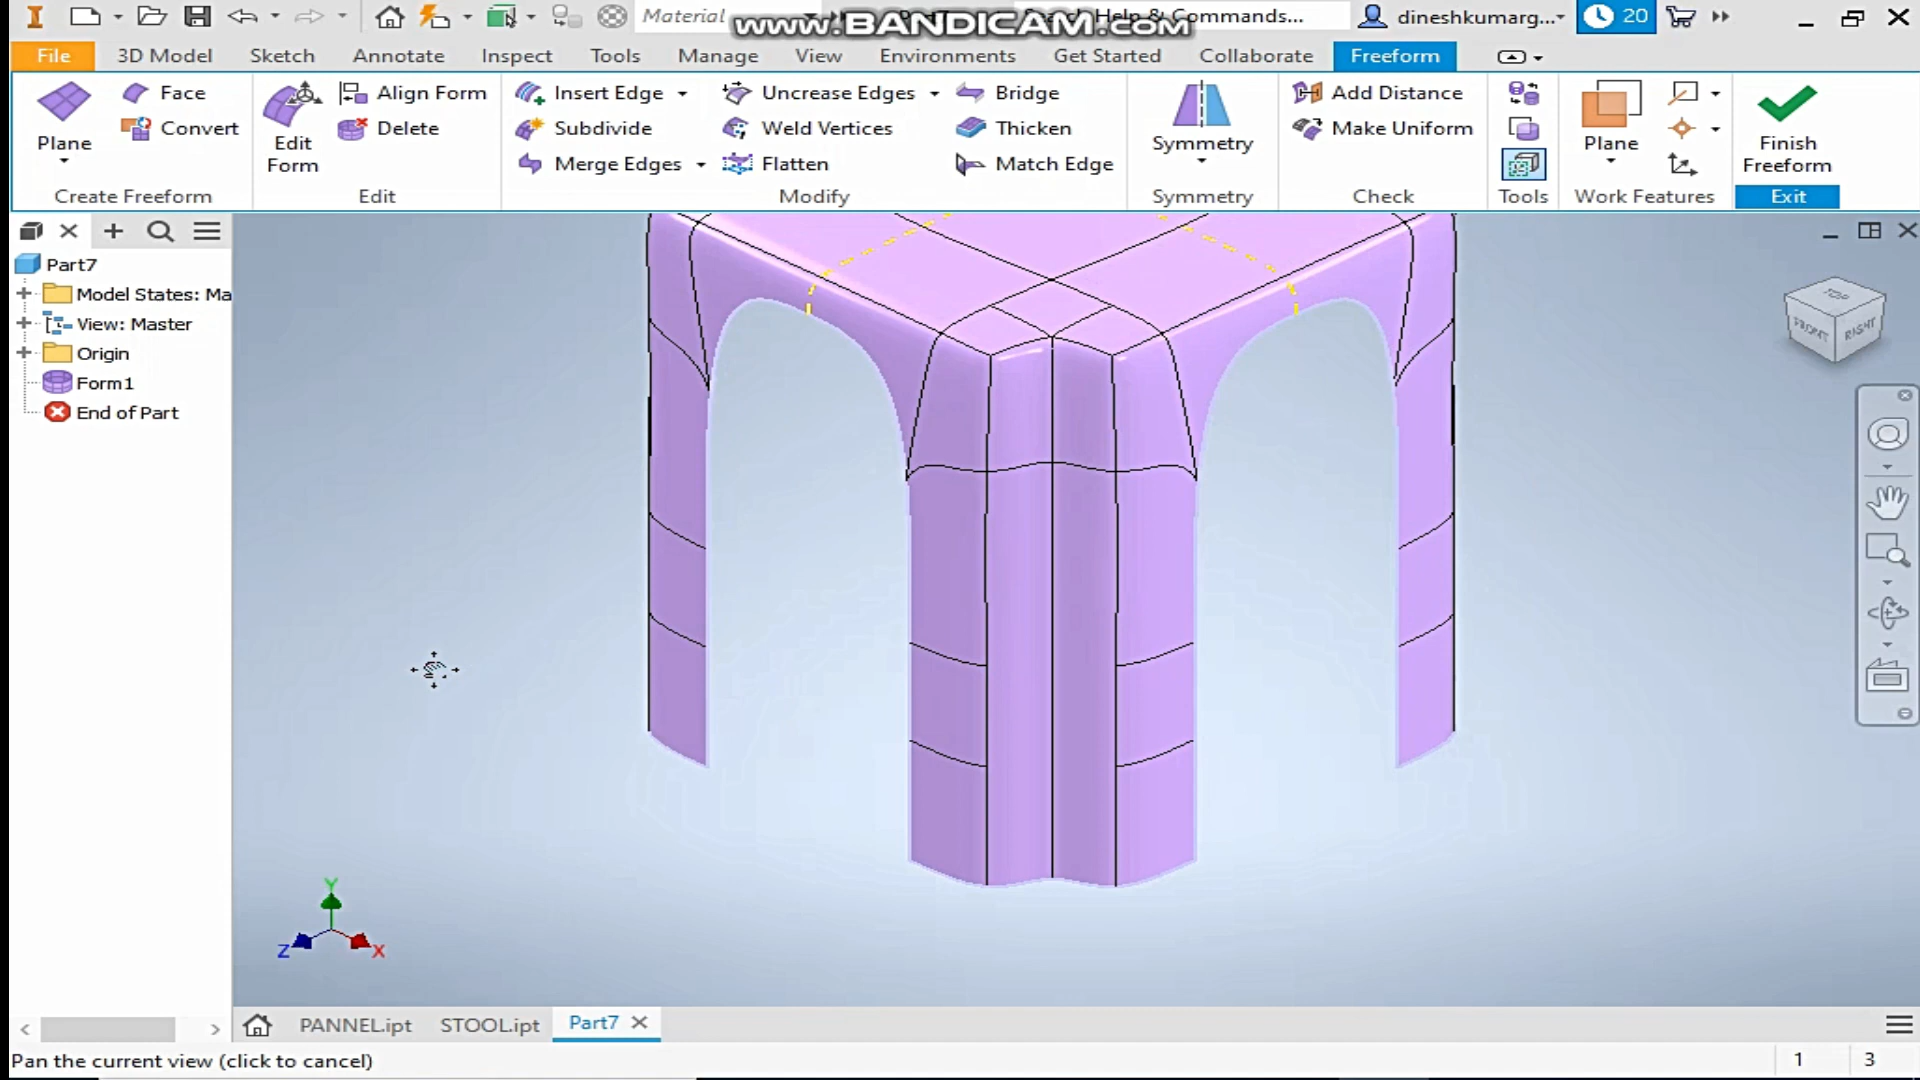 Material
www.BANDICAM.com
Search Help & Commands...
dineshkumarg...
20
File
3D Model
Sketch
Annotate
Inspect
Tools
Manage
View
Environments
Get Started
Collaborate
Freeform
Plane
Face
Convert
Create Freeform
Edit
Form
Align Form
Delete
Edit
Insert Edge
Subdivide
Merge Edges
Uncrease Edges
Weld Vertices
Flatten
Bridge
Thicken
Match Edge
Modify
Symmetry
Symmetry
Add Distance
Make Uniform
Check
Tools
Plane
Work Features
Finish
Freeform
Exit
Part7
Model States: Ma
View: Master
Origin
Form1
End of Part
TOP
FRONT
RIGHT
Y
Z
X
PANNEL.ipt
STOOL.ipt
Part7
Pan the current view (click to cancel)
1
3